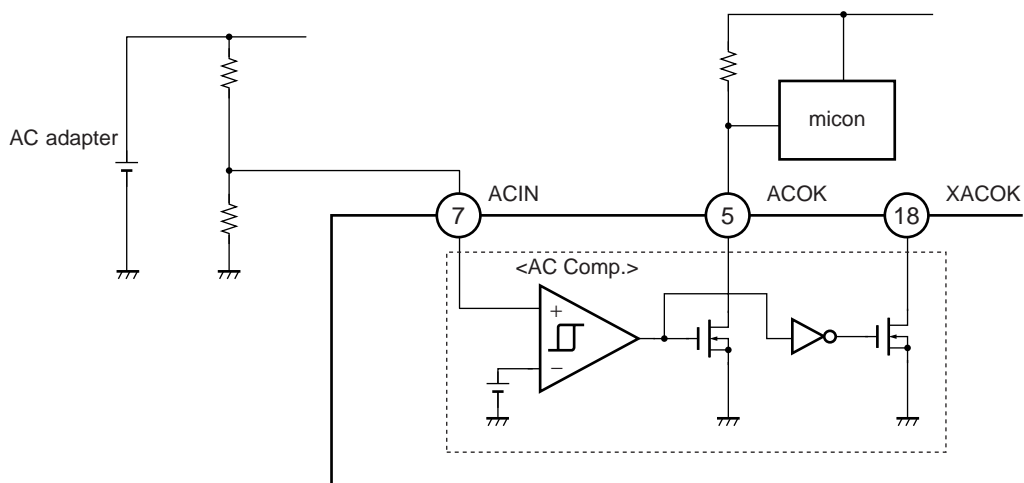 micon
AC adapter
ACIN
ACOK
XACOK
7
5
18
<AC Comp.>
+
−